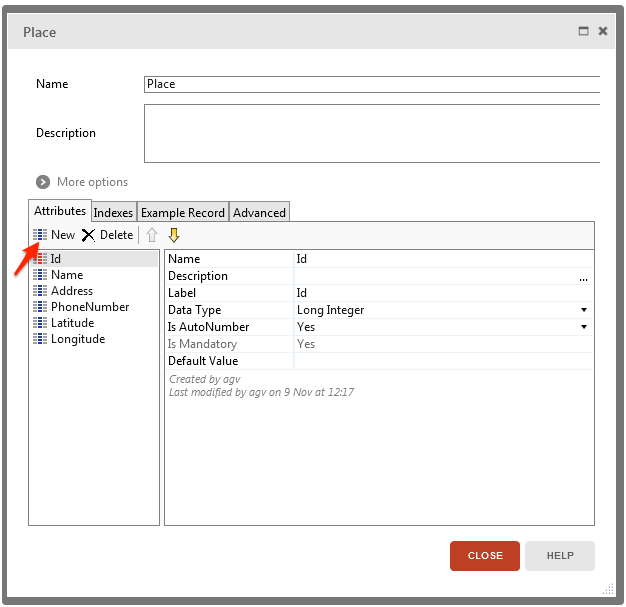 Place
Name Place
Description
More options
Attributes Indexes Example Record Advanced
New Delete
Id
Name
Address
PhoneNumber
Latitude
Longitude
Name Id
Description ...
Label Id
Data Type Long Integer
Is AutoNumber Yes
Is Mandatory Yes
Default Value
Created by agv
Last modified by agv on 9 Nov at 12:17
CLOSE HELP